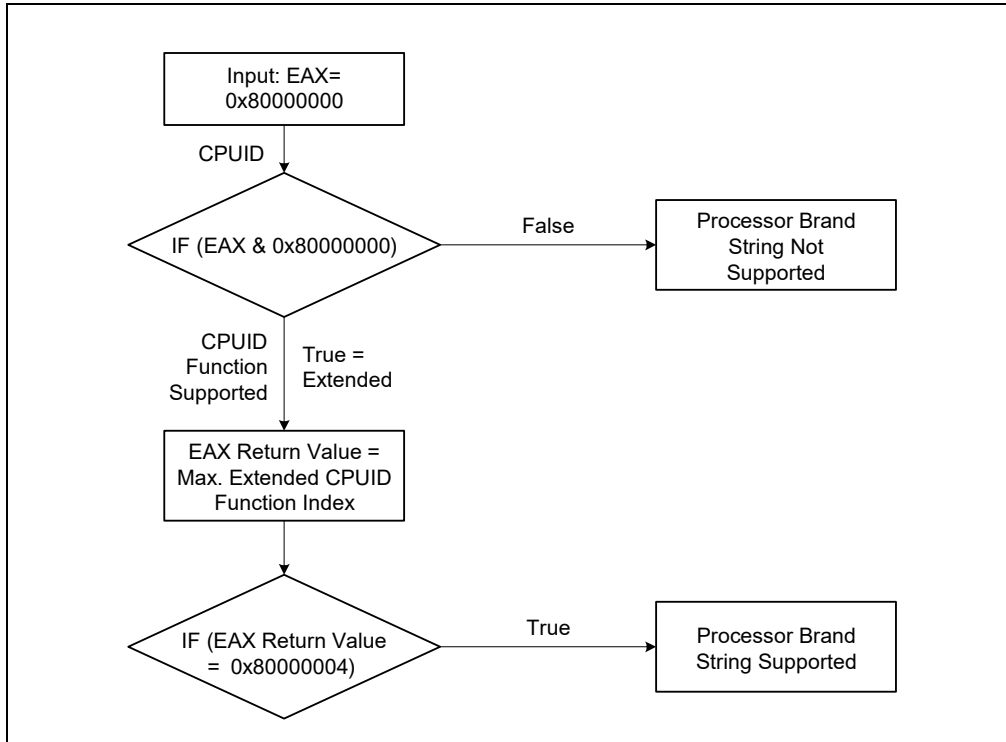 Input: EAX=
0x80000000
CPUID
IF (EAX & 0x80000000)
False
Processor Brand
String Not
Supported
CPUID
Function
Supported
True =
Extended
EAX Return Value =
Max. Extended CPUID
Function Index
IF (EAX Return Value
= 0x80000004)
True
Processor Brand
String Supported